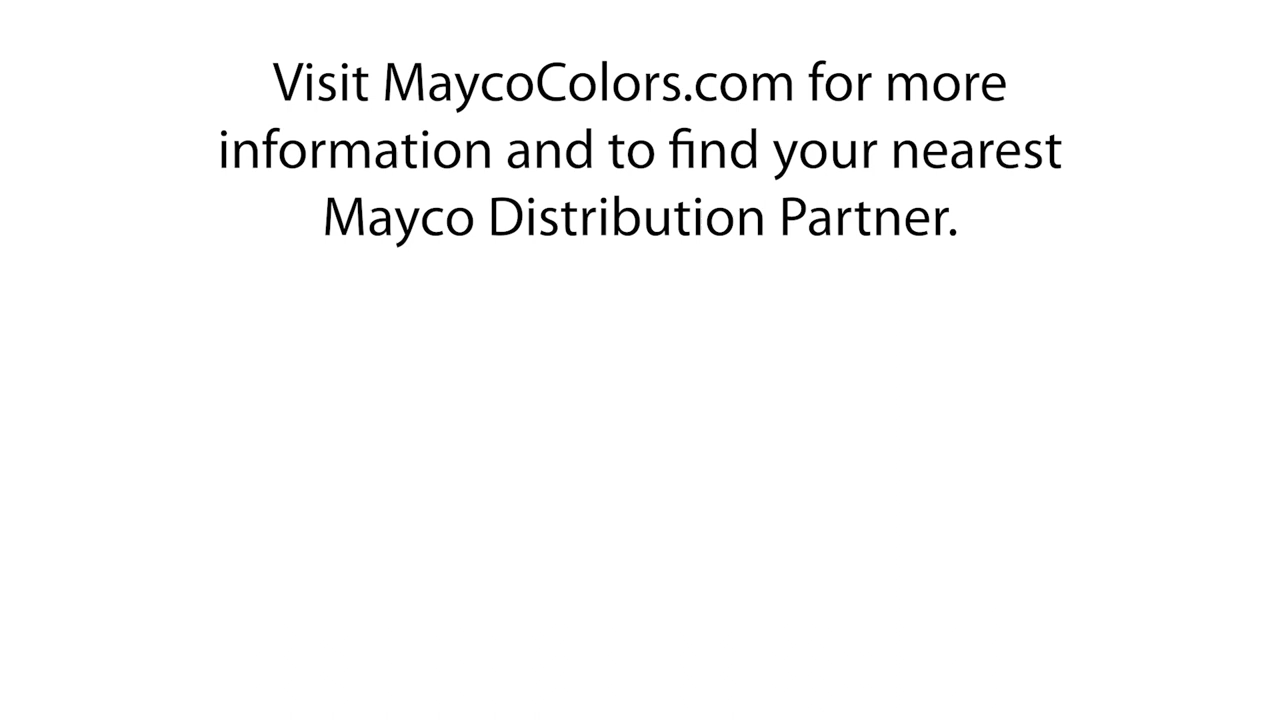 Visit MaycoColors.com for more
information and to find your nearest
Mayco Distribution Partner.